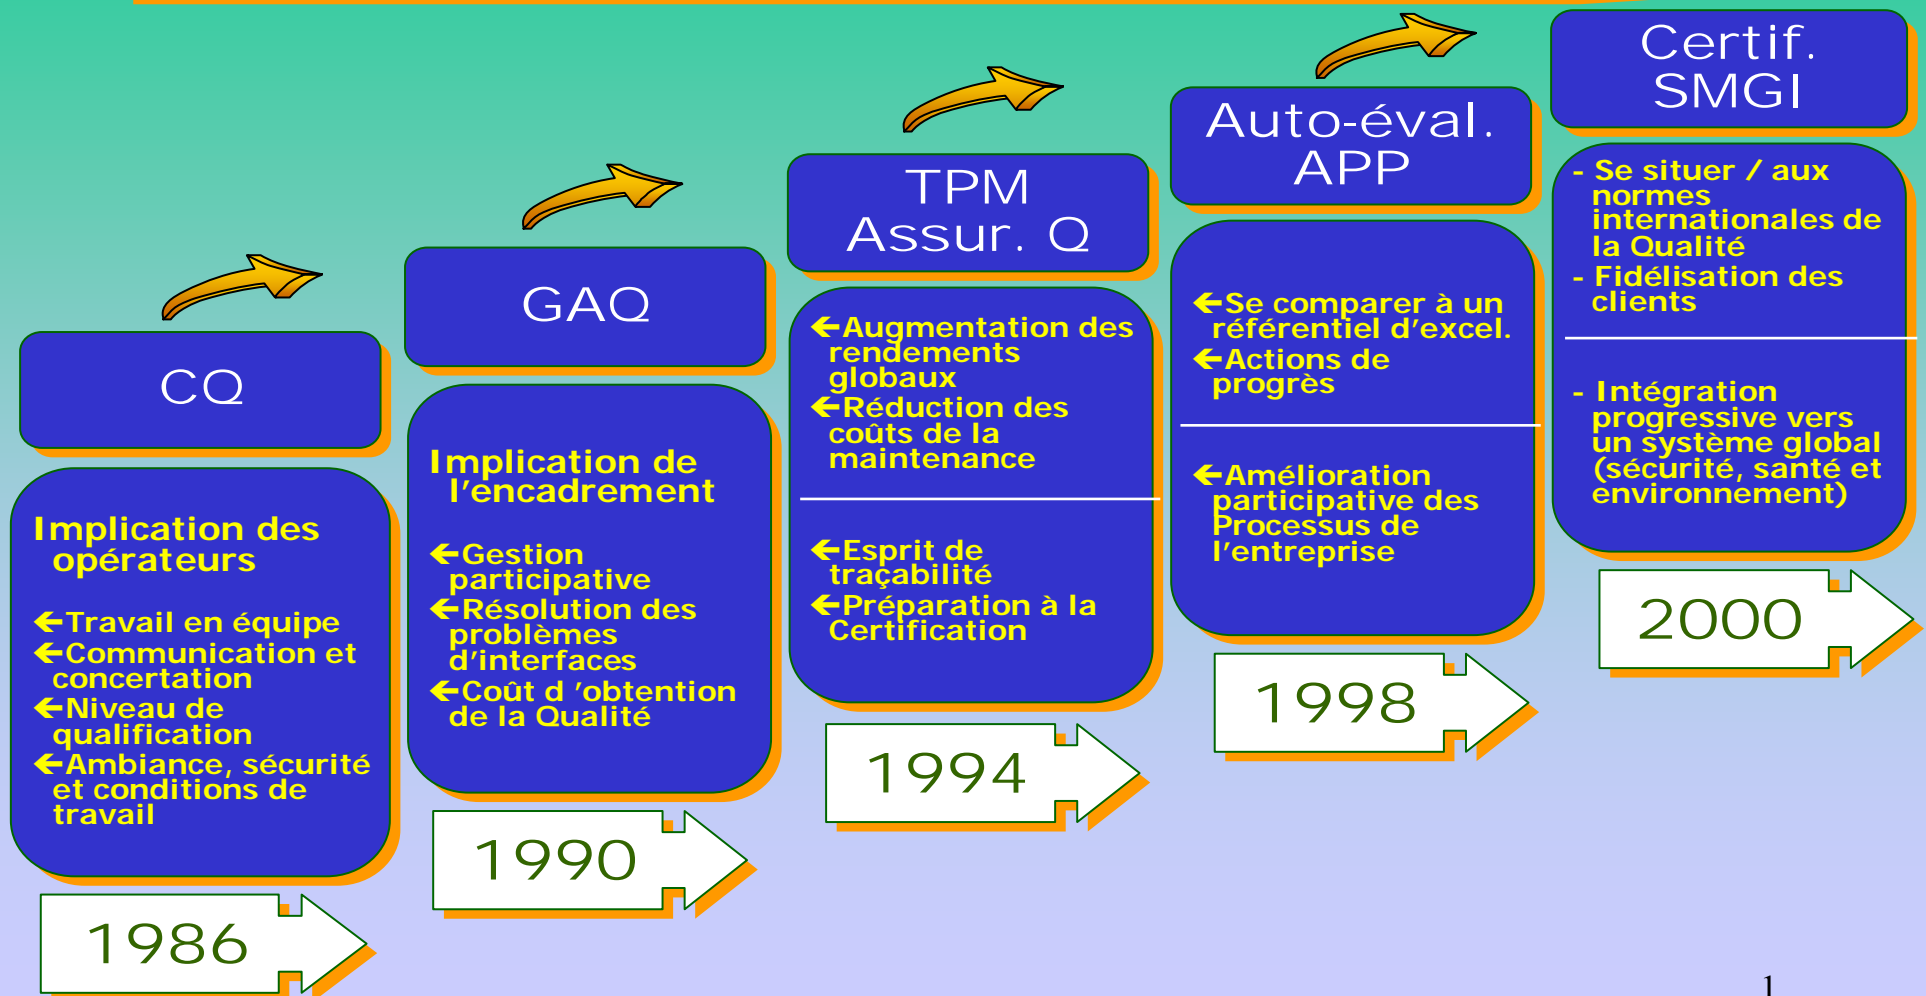 CQ
Implication des
opérateurs
←Travail en équipe
←Communication et
concertation
←Niveau de
qualification
←Ambiance, sécurité
et conditions de
travail
1986
GAQ
Implication de
l'encadrement
←Gestion
participative
←Résolution des
problèmes
d'interfaces
←Coût d ’obtention
de la Qualité
1990
TPM
Assur. Q
←Augmentation des
rendements
globaux
←Réduction des
coûts de la
maintenance
←Esprit de
traçabilité
←Préparation à la
Certification
1994
Auto-éval.
APP
←Se comparer à un
référentiel d’excel.
←Actions de
progrès
←Amélioration
participative des
Processus de
l'entreprise
1998
Certif.
SMGI
- Se situer / aux
normes
internationales de
la Qualité
- Fidélisation des
clients
- Intégration
progressive vers
un système global
(sécurité, santé et
environnement)
2000
1